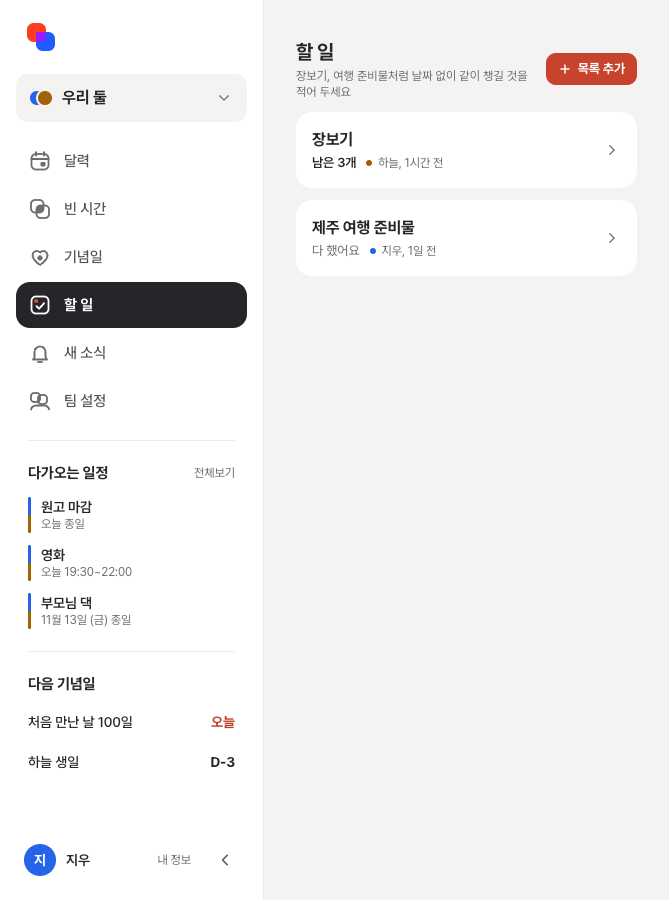 우리 둘
달력
빈 시간
기념일
할 일
새 소식
팀 설정
다가오는 일정 전체보기
원고 마감
오늘 종일
영화
오늘 19:30–22:00
부모님 댁
11월 13일 (금) 종일
다음 기념일
처음 만난 날 100일 오늘
하늘 생일 D-3
지 지우 내 정보
할 일
장보기, 여행 준비물처럼 날짜 없이 같이 챙길 것을
적어 두세요
목록 추가
장보기
남은 3개 하늘, 1시간 전
제주 여행 준비물
다 했어요 지우, 1일 전